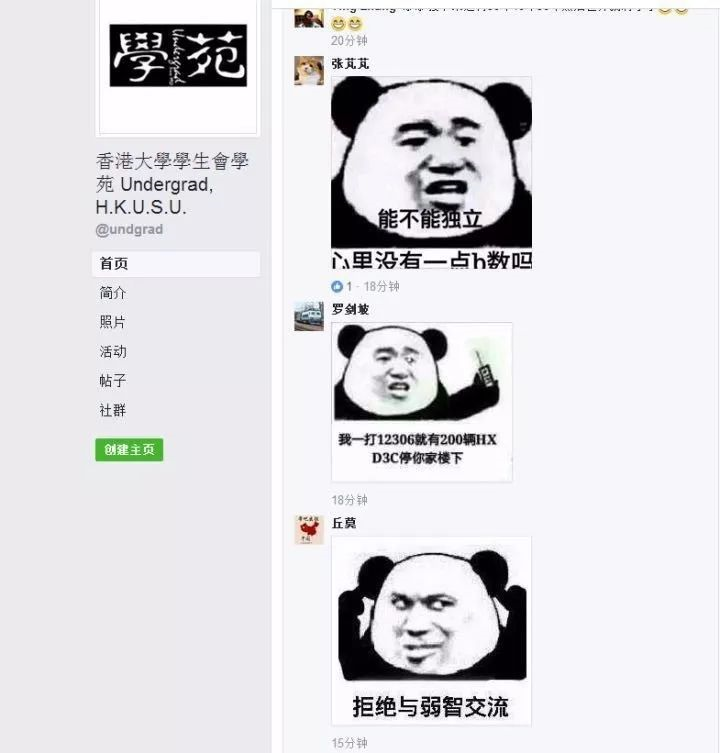 學苑
Undergrad
香港大學學生會學
苑 Undergrad,
H.K.U.S.U.
@undgrad
首页
简介
照片
活动
帖子
社群
创建主页
20分钟
张芃芃
能不能独立
心里没有一点b数吗
1 · 18分钟
罗剑坡
我一打12306就有200辆HX
D3C停你家楼下
18分钟
丘莫
拒绝与弱智交流
15分钟